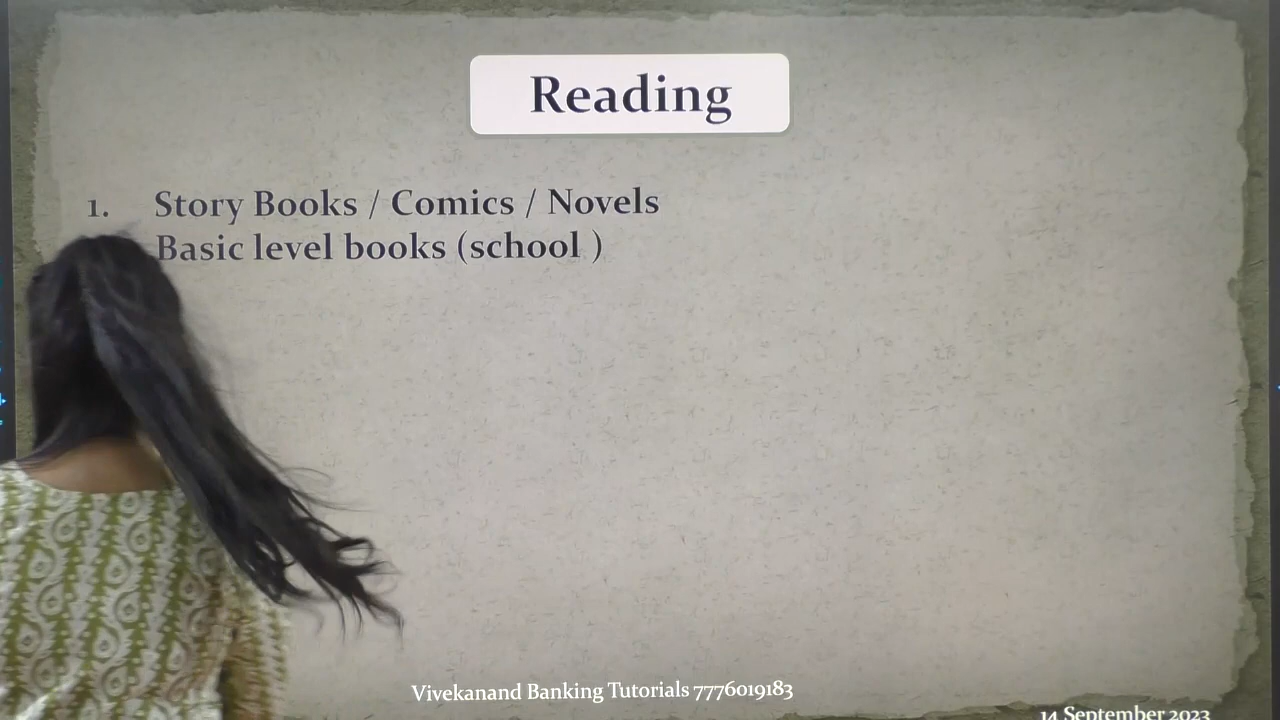 Reading
1. Story Books / Comics / Novels
Basic level books (school )
Vivekanand Banking Tutorials 7776019183
14 September 2023